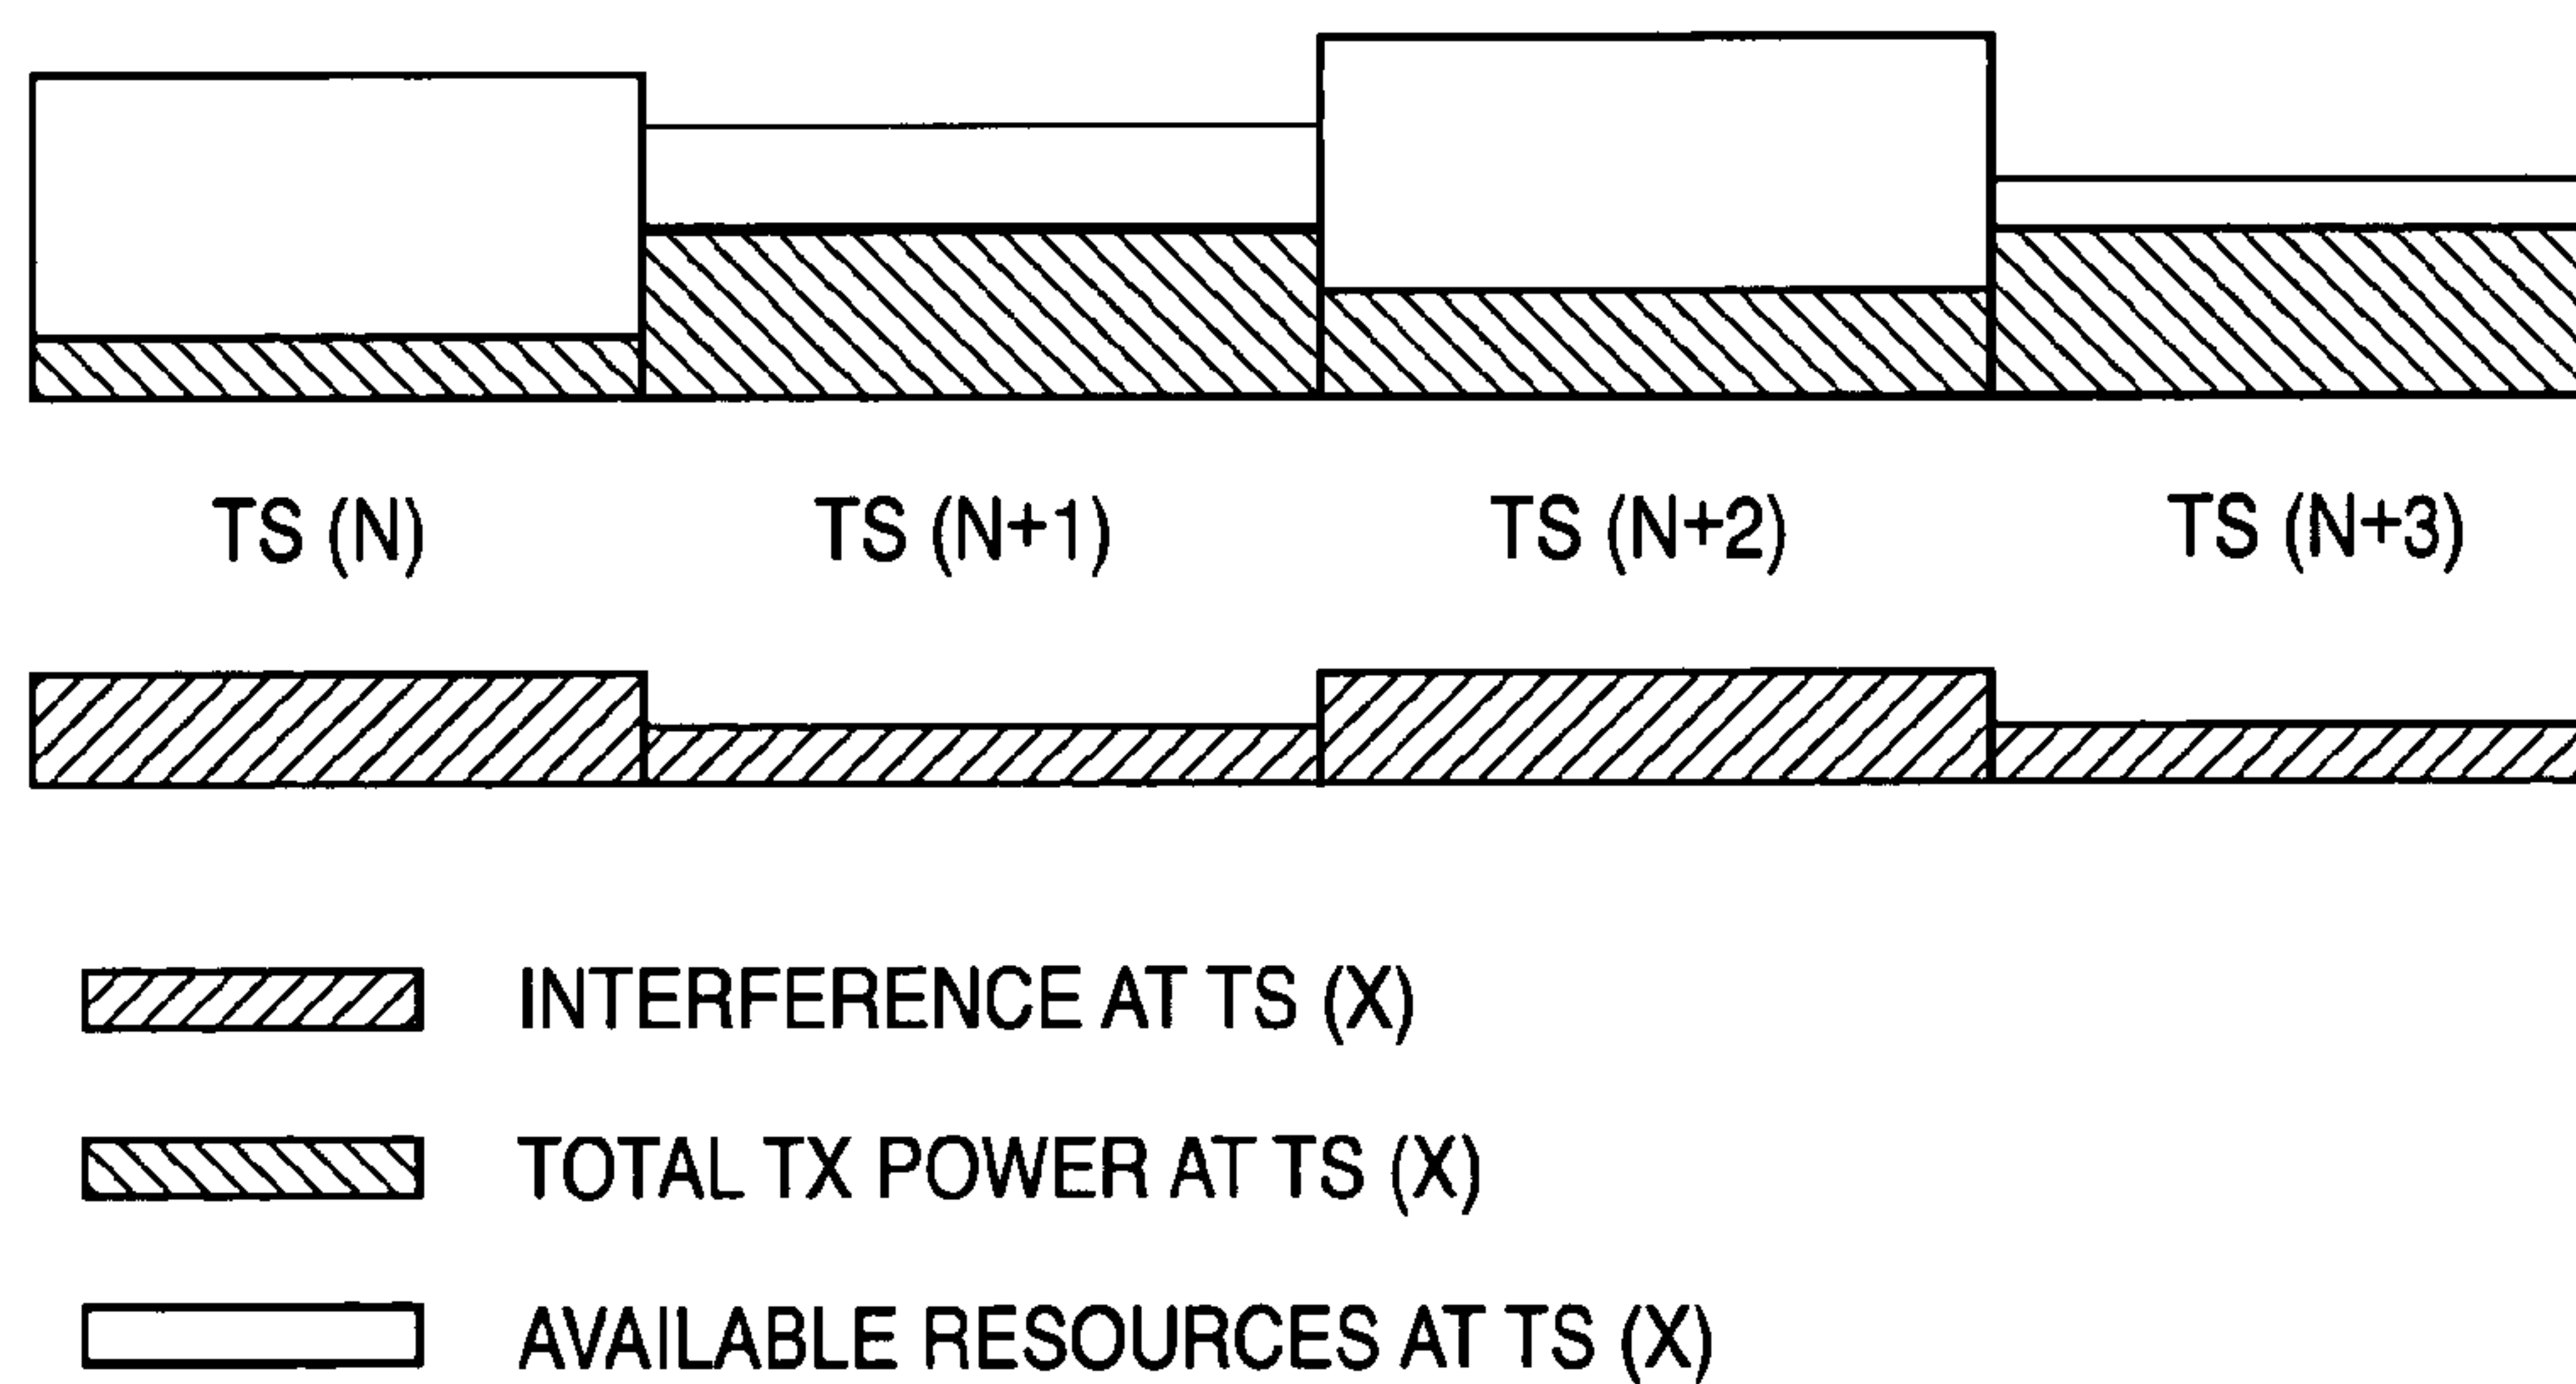 TS (N) TS (N+1) TS (N+2) TS (N+3)
INTERFERENCE AT TS (X)
TOTAL TX POWER AT TS (X)
AVAILABLE RESOURCES AT TS (X)